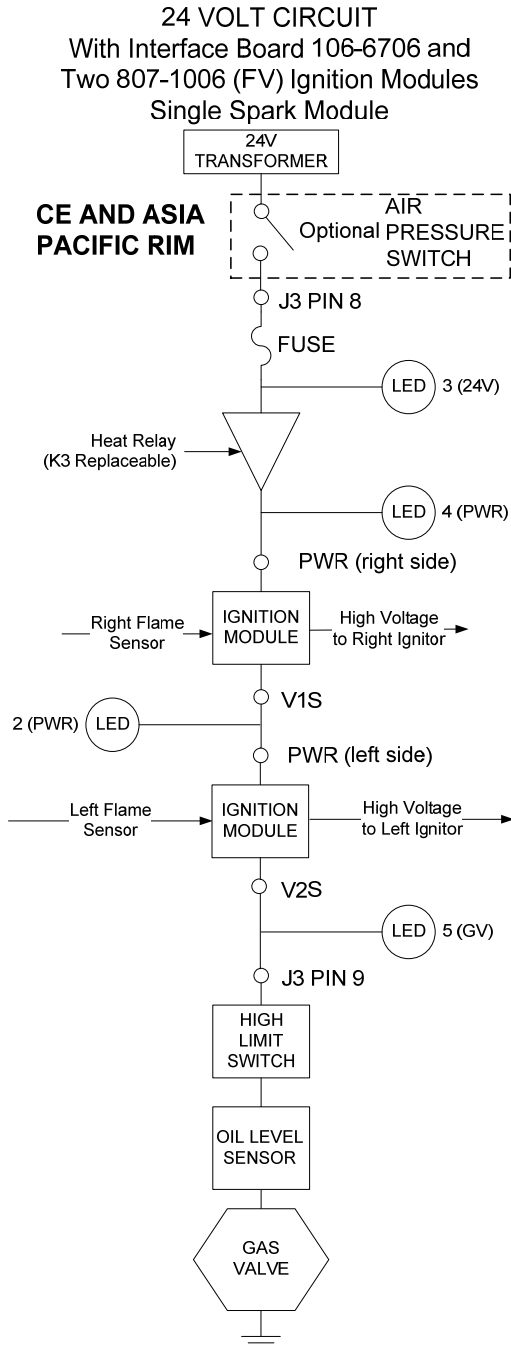 24 VOLT CIRCUIT
With Interface Board 106-6706 and
Two 807-1006 (FV) Ignition Modules
Single Spark Module
24V
TRANSFORMER
CE AND ASIA
PACIFIC RIM
Optional
AIR
PRESSURE
SWITCH
J3 PIN 8
FUSE
LED
3 (24V)
Heat Relay
(K3 Replaceable)
LED
4 (PWR)
PWR (right side)
Right Flame
Sensor
IGNITION
MODULE
High Voltage
to Right Ignitor
V1S
2 (PWR)
LED
PWR (left side)
Left Flame
Sensor
IGNITION
MODULE
High Voltage
to Left Ignitor
V2S
LED
5 (GV)
J3 PIN 9
HIGH
LIMIT
SWITCH
OIL LEVEL
SENSOR
GAS
VALVE